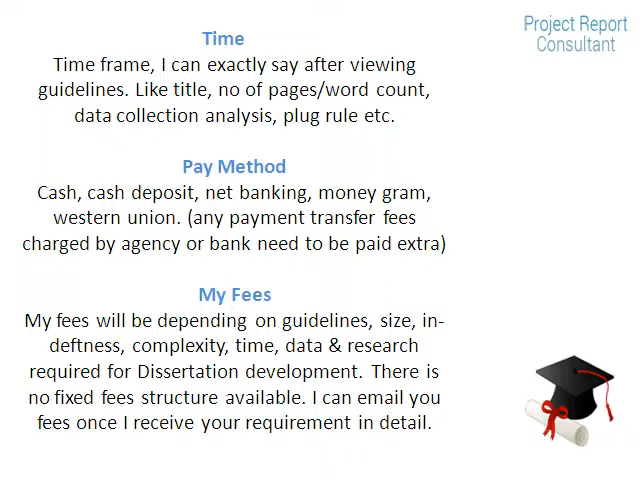 Project Report
Consultant
Time
Time frame, I can exactly say after viewing
guidelines. Like title, no of pages/word count,
data collection analysis, plug rule etc.
Pay Method
Cash, cash deposit, net banking, money gram,
western union. (any payment transfer fees
charged by agency or bank need to be paid extra)
My Fees
My fees will be depending on guidelines, size, in-
deftness, complexity, time, data & research
required for Dissertation development. There is
no fixed fees structure available. I can email you
fees once I receive your requirement in detail.